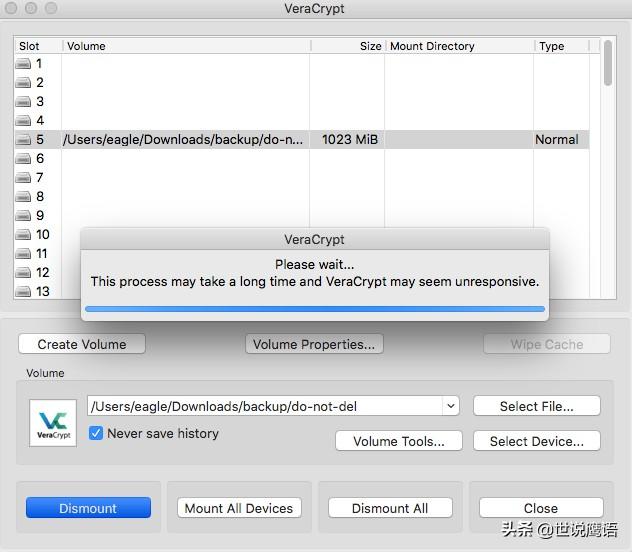 VeraCrypt
Slot Volume Size Mount Directory Type
1
2
3
4
5 /Users/eagle/Downloads/backup/do-n... 1023 MiB Normal
6
7
8
9
10
11
12
13
VeraCrypt
Please wait...
This process may take a long time and VeraCrypt may seem unresponsive.
Create Volume Volume Properties... Wipe Cache
Volume
VeraCrypt
/Users/eagle/Downloads/backup/do-not-del Select File...
Never save history Volume Tools... Select Device...
Dismount Mount All Devices Dismount All Close
头条 @世说鹰语